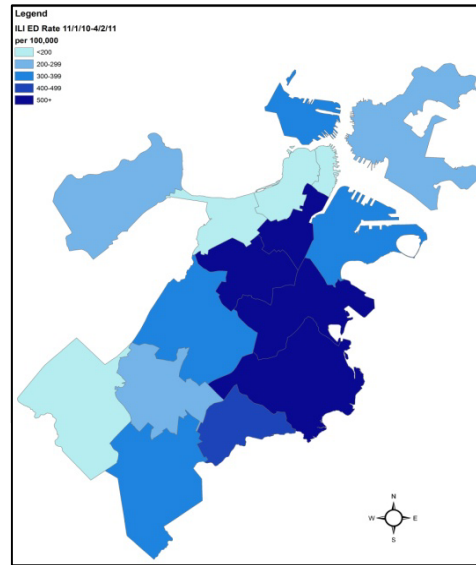 Legend
ILI ED Rate 11/1/10-4/2/11
per 100,000
<200
200-299
300-399
400-499
500+
N
W E
S